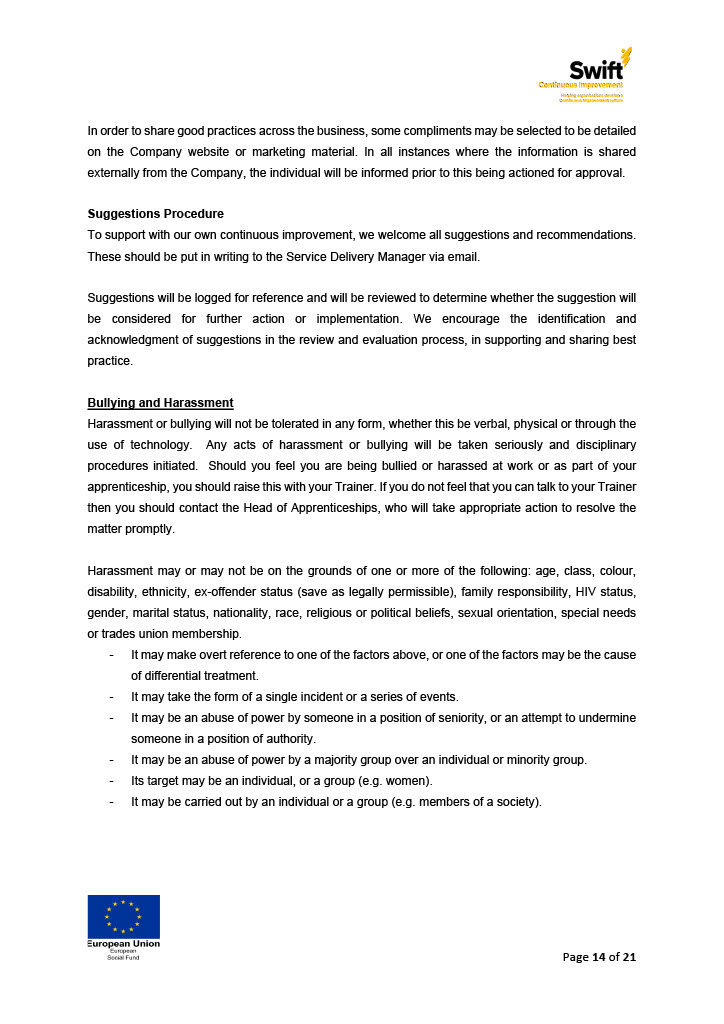 Swift
Continuous Improvement
Helping organisations develop a
Continuous Improvement culture
In order to share good practices across the business, some compliments may be selected to be detailed
on the Company website or marketing material. In all instances where the information is shared
externally from the Company, the individual will be informed prior to this being actioned for approval.
Suggestions Procedure
To support with our own continuous improvement, we welcome all suggestions and recommendations.
These should be put in writing to the Service Delivery Manager via email.
Suggestions will be logged for reference and will be reviewed to determine whether the suggestion will
be considered for further action or implementation. We encourage the identification and
acknowledgment of suggestions in the review and evaluation process, in supporting and sharing best
practice.
Bullying and Harassment
Harassment or bullying will not be tolerated in any form, whether this be verbal, physical or through the
use of technology. Any acts of harassment or bullying will be taken seriously and disciplinary
procedures initiated. Should you feel you are being bullied or harassed at work or as part of your
apprenticeship, you should raise this with your Trainer. If you do not feel that you can talk to your Trainer
then you should contact the Head of Apprenticeships, who will take appropriate action to resolve the
matter promptly.
Harassment may or may not be on the grounds of one or more of the following: age, class, colour,
disability, ethnicity, ex-offender status (save as legally permissible), family responsibility, HIV status,
gender, marital status, nationality, race, religious or political beliefs, sexual orientation, special needs
or trades union membership.
- It may make overt reference to one of the factors above, or one of the factors may be the cause
of differential treatment.
- It may take the form of a single incident or a series of events.
- It may be an abuse of power by someone in a position of seniority, or an attempt to undermine
someone in a position of authority.
- It may be an abuse of power by a majority group over an individual or minority group.
- Its target may be an individual, or a group (e.g. women).
- It may be carried out by an individual or a group (e.g. members of a society).
European Union
European
Social Fund
Page 14 of 21